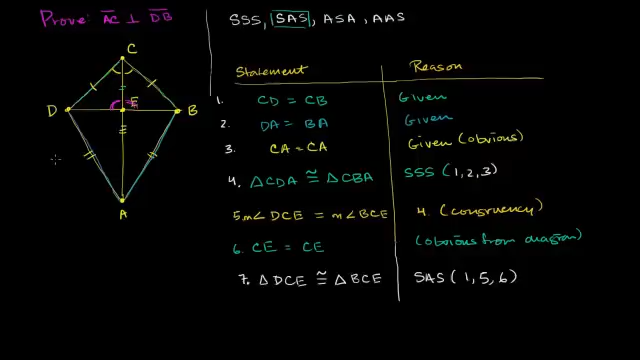 Prove: AC ⊥ DB
SSS, SAS, ASA, AAS
C
D
E
B
A
Statement Reason
1. CD = CB Given
2. DA = BA Given
3. CA = CA Given (obvious)
4. △CDA ≅ △CBA SSS (1,2,3)
5. m∠DCE = m∠BCE 4. (congruency)
6. CE = CE (obvious from diagram)
7. △DCE ≅ △BCE SAS (1,5,6)